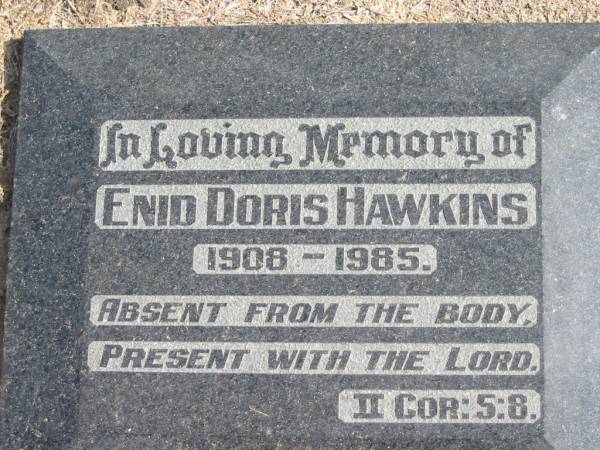 In Loving Memory of
ENID DORIS HAWKINS
1908 – 1985.
ABSENT FROM THE BODY,
PRESENT WITH THE LORD.
II COR: 5:8.